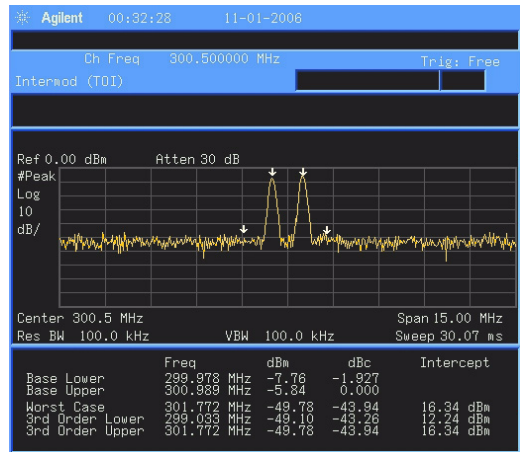 Agilent 00:32:28 11-01-2006
Ch Freq 300.500000 MHz Trig: Free
Intermod (TOI)
Ref 0.00 dBm Atten 30 dB
#Peak
Log
10
dB/
Center 300.5 MHz Span 15.00 MHz
Res BW 100.0 kHz VBW 100.0 kHz Sweep 30.07 ms
Freq dBm dBc Intercept
Base Lower 299.978 MHz -7.76 -1.927
Base Upper 300.989 MHz -5.84 0.000
Worst Case 301.772 MHz -49.78 -43.94 16.34 dBm
3rd Order Lower 299.033 MHz -49.10 -43.26 12.24 dBm
3rd Order Upper 301.772 MHz -49.78 -43.94 16.34 dBm